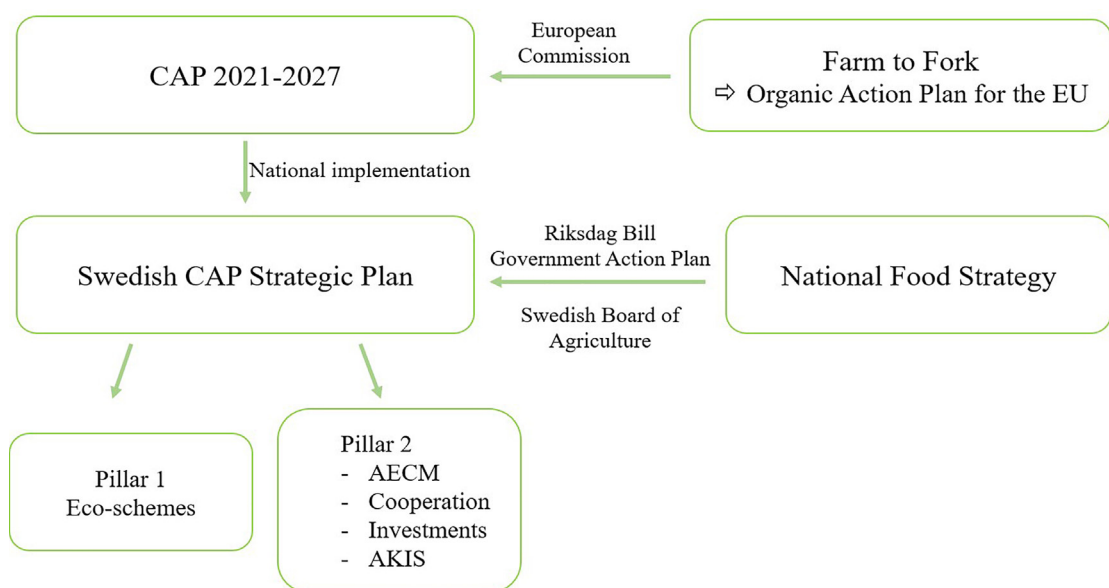 CAP 2021-2027
European
Commission
Farm to Fork
⇨ Organic Action Plan for the EU
National implementation
Swedish CAP Strategic Plan
Riksdag Bill
Government Action Plan
Swedish Board of
Agriculture
National Food Strategy
Pillar 1
Eco-schemes
Pillar 2
- AECM
- Cooperation
- Investments
- AKIS